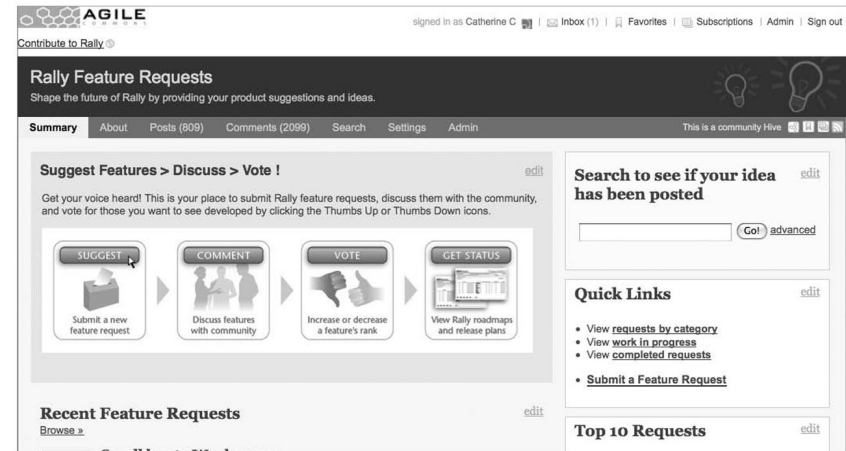 AGILE
COMMONS
signed in as Catherine C | Inbox (1) | Favorites | Subscriptions | Admin | Sign out
Contribute to Rally
Rally Feature Requests
Shape the future of Rally by providing your product suggestions and ideas.
Summary About Posts (809) Comments (2099) Search Settings Admin This is a community Hive
Suggest Features > Discuss > Vote ! edit
Get your voice heard! This is your place to submit Rally feature requests, discuss them with the community,
and vote for those you want to see developed by clicking the Thumbs Up or Thumbs Down icons.
SUGGEST
Submit a new
feature request
COMMENT
Discuss features
with community
VOTE
Increase or decrease
a feature's rank
GET STATUS
View Rally roadmaps
and release plans
Recent Feature Requests edit
Browse »
Search to see if your idea edit
has been posted
Go! advanced
Quick Links edit
• View requests by category
• View work in progress
• View completed requests
• Submit a Feature Request
Top 10 Requests edit